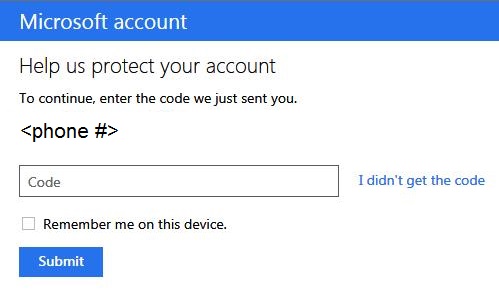 Microsoft account
Help us protect your account
To continue, enter the code we just sent you.
<phone #>
Code
I didn't get the code
Remember me on this device.
Submit